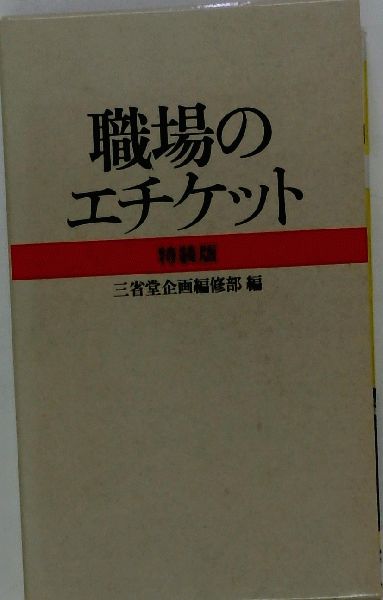 職場の
エチケット
特装版
三省堂企画編修部 編